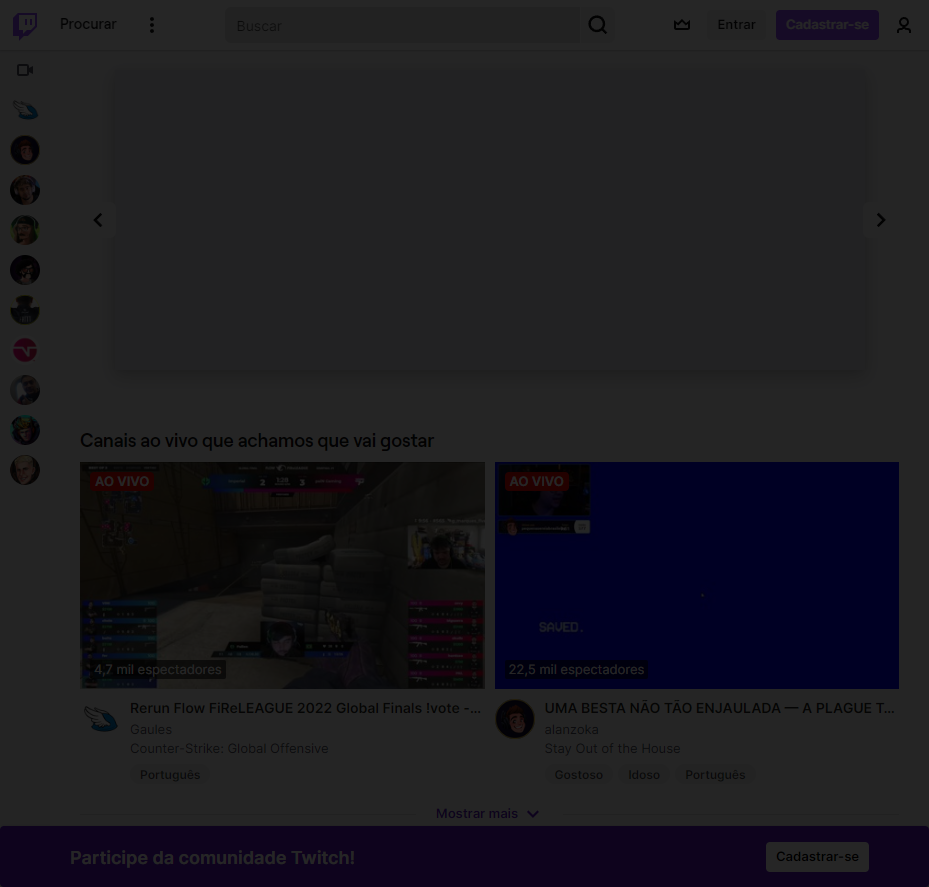 Procurar
Buscar
Entrar
Cadastrar-se
Canais ao vivo que achamos que vai gostar
AO VIVO
4,7 mil espectadores
Rerun Flow FiReLEAGUE 2022 Global Finals !vote -...
Gaules
Counter-Strike: Global Offensive
Português
AO VIVO
SAVED.
22,5 mil espectadores
UMA BESTA NÃO TÃO ENJAULADA — A PLAGUE T...
alanzoka
Stay Out of the House
Gostoso Idoso Português
Mostrar mais
Participe da comunidade Twitch!
Cadastrar-se